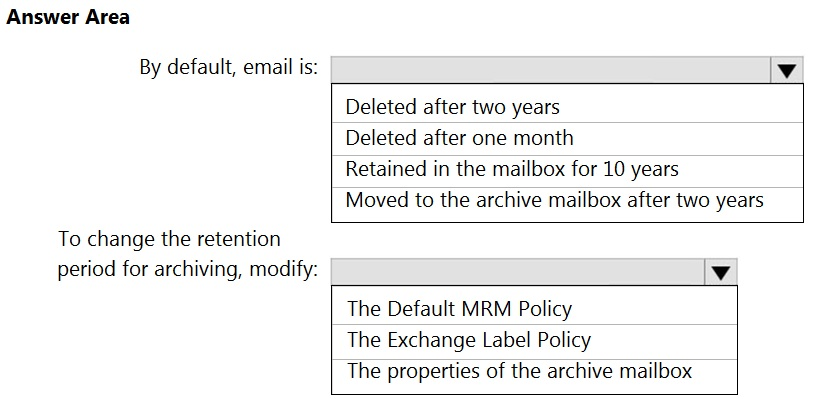 Answer Area
By default, email is:
Deleted after two years
Deleted after one month
Retained in the mailbox for 10 years
Moved to the archive mailbox after two years
To change the retention
period for archiving, modify:
The Default MRM Policy
The Exchange Label Policy
The properties of the archive mailbox